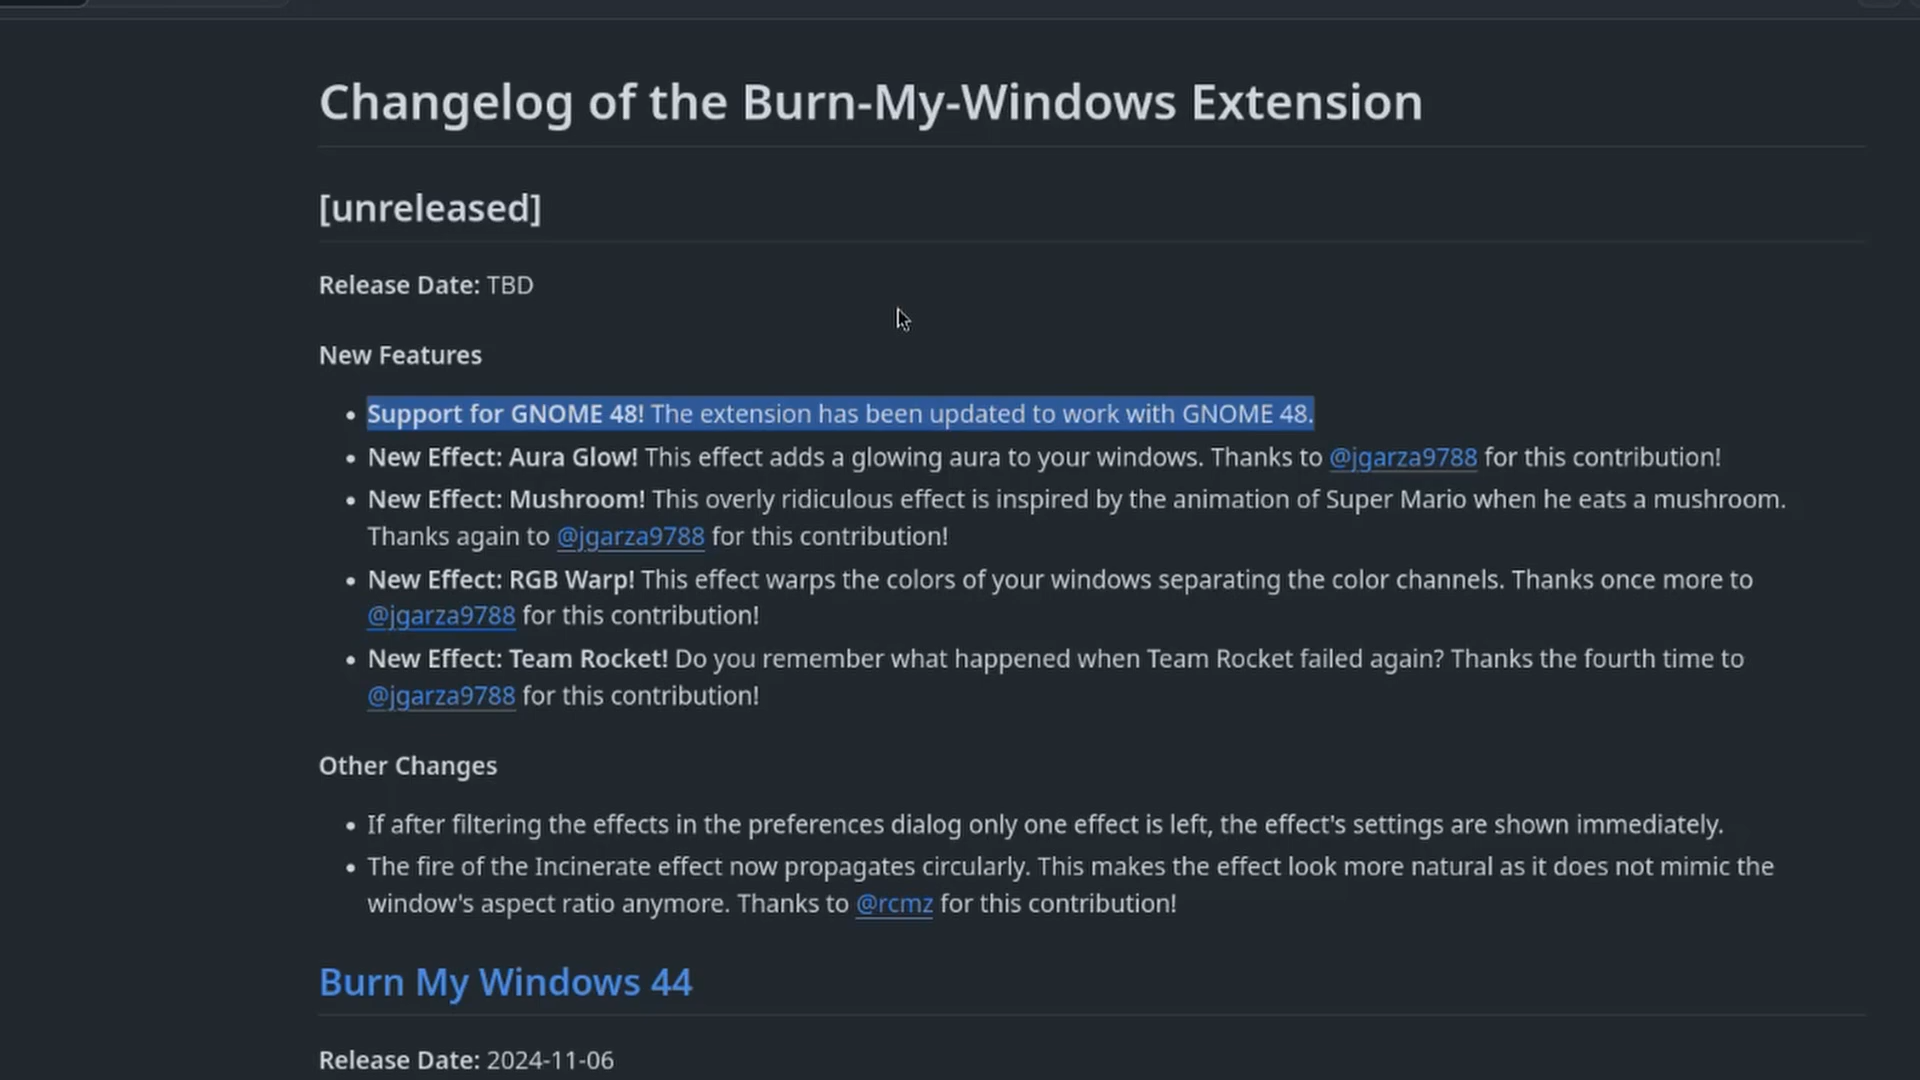 Changelog of the Burn-My-Windows Extension
[unreleased]
Release Date: TBD
New Features
• Support for GNOME 48! The extension has been updated to work with GNOME 48.
• New Effect: Aura Glow! This effect adds a glowing aura to your windows. Thanks to @jgarza9788 for this contribution!
• New Effect: Mushroom! This overly ridiculous effect is inspired by the animation of Super Mario when he eats a mushroom.
Thanks again to @jgarza9788 for this contribution!
• New Effect: RGB Warp! This effect warps the colors of your windows separating the color channels. Thanks once more to
@jgarza9788 for this contribution!
• New Effect: Team Rocket! Do you remember what happened when Team Rocket failed again? Thanks the fourth time to
@jgarza9788 for this contribution!
Other Changes
• If after filtering the effects in the preferences dialog only one effect is left, the effect's settings are shown immediately.
• The fire of the Incinerate effect now propagates circularly. This makes the effect look more natural as it does not mimic the
window's aspect ratio anymore. Thanks to @rcmz for this contribution!
Burn My Windows 44
Release Date: 2024-11-06